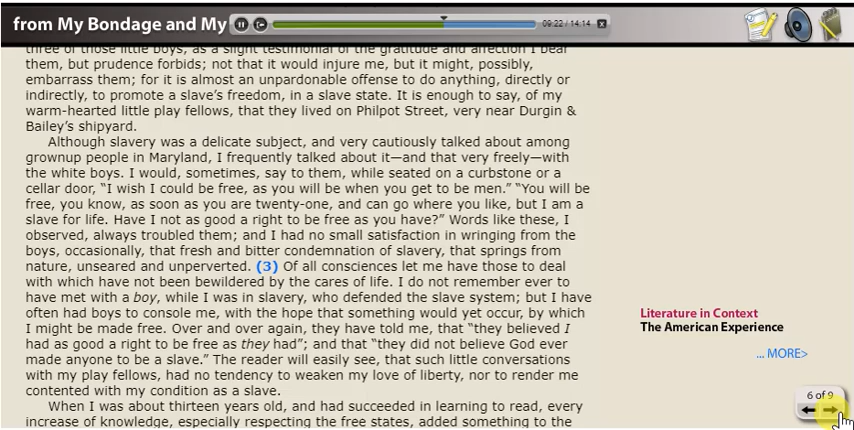 from My Bondage and My
09:22 / 14:14
three of those little boys, as a slight testimonial of the gratitude and affection I bear
them, but prudence forbids; not that it would injure me, but it might, possibly,
embarrass them; for it is almost an unpardonable offense to do anything, directly or
indirectly, to promote a slave’s freedom, in a slave state. It is enough to say, of my
warm-hearted little play fellows, that they lived on Philpot Street, very near Durgin &
Bailey’s shipyard.
Although slavery was a delicate subject, and very cautiously talked about among
grownup people in Maryland, I frequently talked about it—and that very freely—with
the white boys. I would, sometimes, say to them, while seated on a curbstone or a
cellar door, “I wish I could be free, as you will be when you get to be men.” “You will be
free, you know, as soon as you are twenty-one, and can go where you like, but I am a
slave for life. Have I not as good a right to be free as you have?” Words like these, I
observed, always troubled them; and I had no small satisfaction in wringing from the
boys, occasionally, that fresh and bitter condemnation of slavery, that springs from
nature, unseared and unperverted. (3) Of all consciences let me have those to deal
with which have not been bewildered by the cares of life. I do not remember ever to
have met with a boy, while I was in slavery, who defended the slave system; but I have
often had boys to console me, with the hope that something would yet occur, by which
I might be made free. Over and over again, they have told me, that “they believed I
had as good a right to be free as they had”; and that “they did not believe God ever
made anyone to be a slave.” The reader will easily see, that such little conversations
with my play fellows, had no tendency to weaken my love of liberty, nor to render me
contented with my condition as a slave.
When I was about thirteen years old, and had succeeded in learning to read, every
increase of knowledge, especially respecting the free states, added something to the
Literature in Context
The American Experience
... MORE>
6 of 9